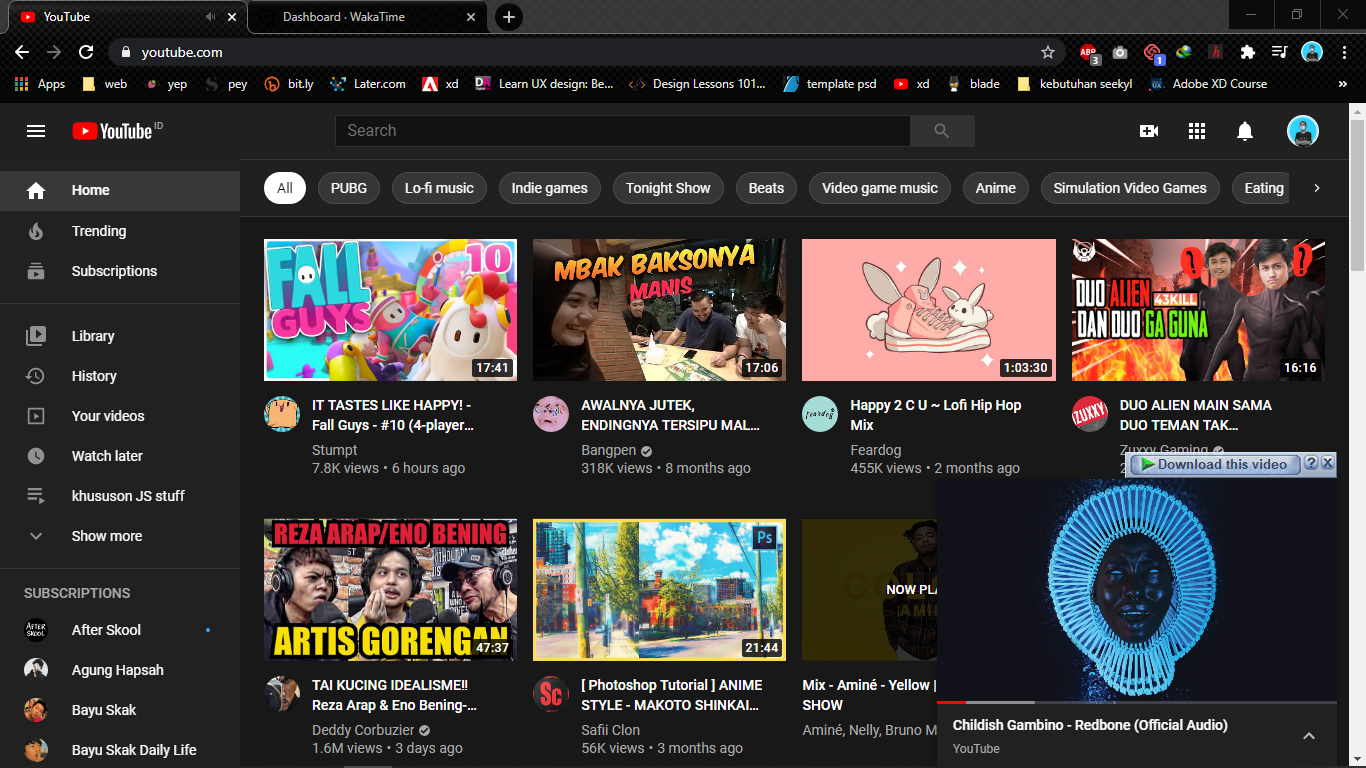 YouTube
Dashboard · WakaTime
youtube.com
ABP
3
1
Apps
web
yep
pey
bit.ly
Later.com
xd
Learn UX design: Be...
Design Lessons 101...
template psd
xd
blade
kebutuhan seekyl
Adobe XD Course
YouTube ID
Search
Home
Trending
Subscriptions
Library
History
Your videos
Watch later
khususon JS stuff
Show more
SUBSCRIPTIONS
AFTER SKOOL
After Skool
Agung Hapsah
Bayu Skak
Bayu Skak Daily Life
All
PUBG
Lo-fi music
Indie games
Tonight Show
Beats
Video game music
Anime
Simulation Video Games
Eating
FALL
GUYS
10
17:41
IT TASTES LIKE HAPPY! -
Fall Guys - #10 (4-player...
Stumpt
7.8K views • 6 hours ago
MBAK BAKSONYA
MANIS
17:06
AWALNYA JUTEK,
ENDINGNYA TERSIPU MAL...
Bangpen
318K views • 8 months ago
1:03:30
feardog
Happy 2 C U ~ Lofi Hip Hop
Mix
Feardog
455K views • 2 months ago
DUO ALIEN
43KILL
DAN DUO GA GUNA
16:16
ZUXXY
DUO ALIEN MAIN SAMA
DUO TEMAN TAK...
Zuxxy Gaming
Download this video
REZA ARAP/ENO BENING
ARTIS GORENGAN
47:37
TAI KUCING IDEALISME!!
Reza Arap & Eno Bening-...
Deddy Corbuzier
1.6M views • 3 days ago
Ps
21:44
Sc
[ Photoshop Tutorial ] ANIME
STYLE - MAKOTO SHINKAI...
Safii Clon
56K views • 3 months ago
NOW PLA
Mix - Aminé - Yellow |
SHOW
Aminé, Nelly, Bruno M
Childish Gambino - Redbone (Official Audio)
YouTube